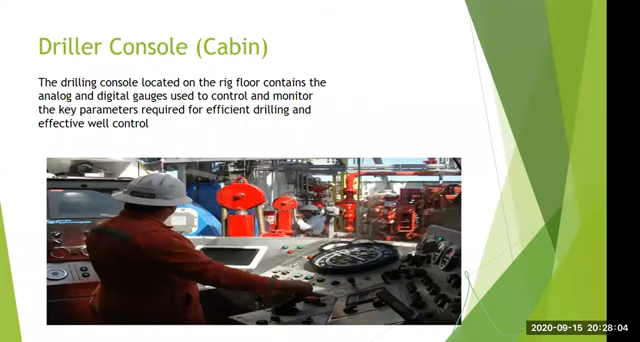 Driller Console (Cabin)
The drilling console located on the rig floor contains the
analog and digital gauges used to control and monitor
the key parameters required for efficient drilling and
effective well control
2020-09-15 20:28:04